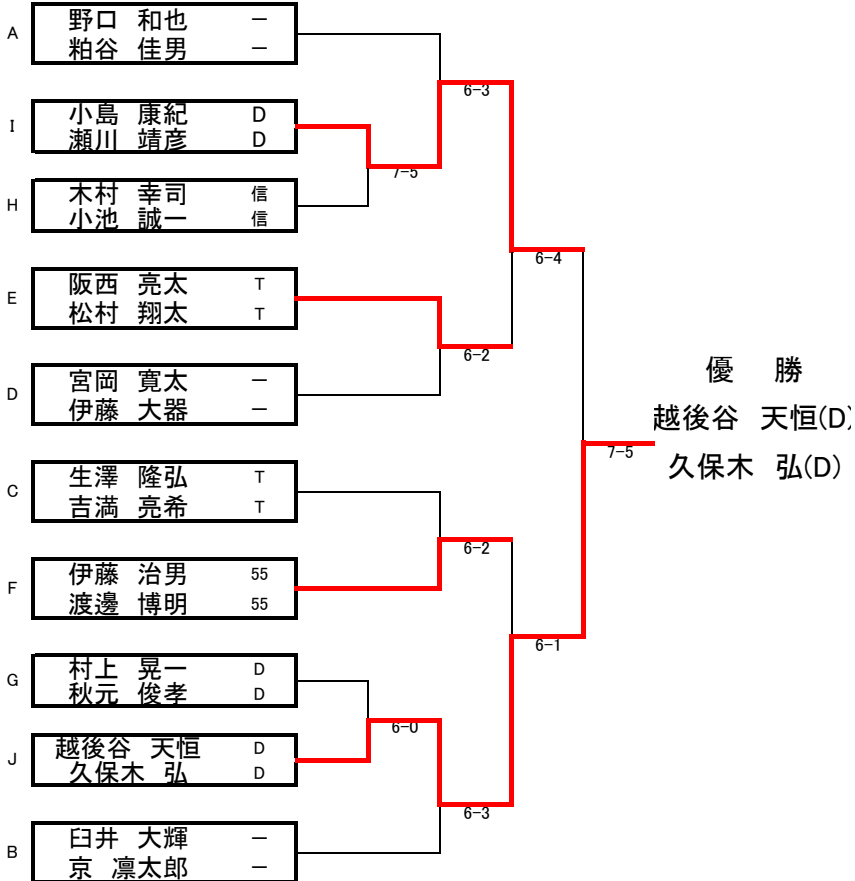 A 野口 和也 －
粕谷 佳男 －
6-3
I 小島 康紀 D
瀬川 靖彦 D
7-5
H 木村 幸司 信
小池 誠一 信
6-4
E 阪西 亮太 T
松村 翔太 T
6-2
D 宮岡 寛太 －
伊藤 大器 －
優 勝
越後谷 天恒(D)
7-5
久保木 弘(D)
C 生澤 隆弘 T
吉満 亮希 T
6-2
F 伊藤 治男 55
渡邊 博明 55
6-1
G 村上 晃一 D
秋元 俊孝 D
6-0
J 越後谷 天恒 D
久保木 弘 D
6-3
B 臼井 大輝 －
京 凛太郎 －